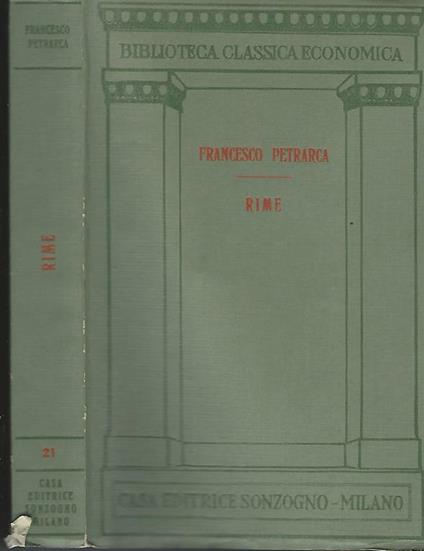 FRANCESCO
PETRARCA
RIME
21
CASA
EDITRICE
SONZOGNO
MILANO
BIBLIOTECA CLASSICA ECONOMICA
FRANCESCO PETRARCA
RIME
CASA EDITRICE SONZOGNO - MILANO